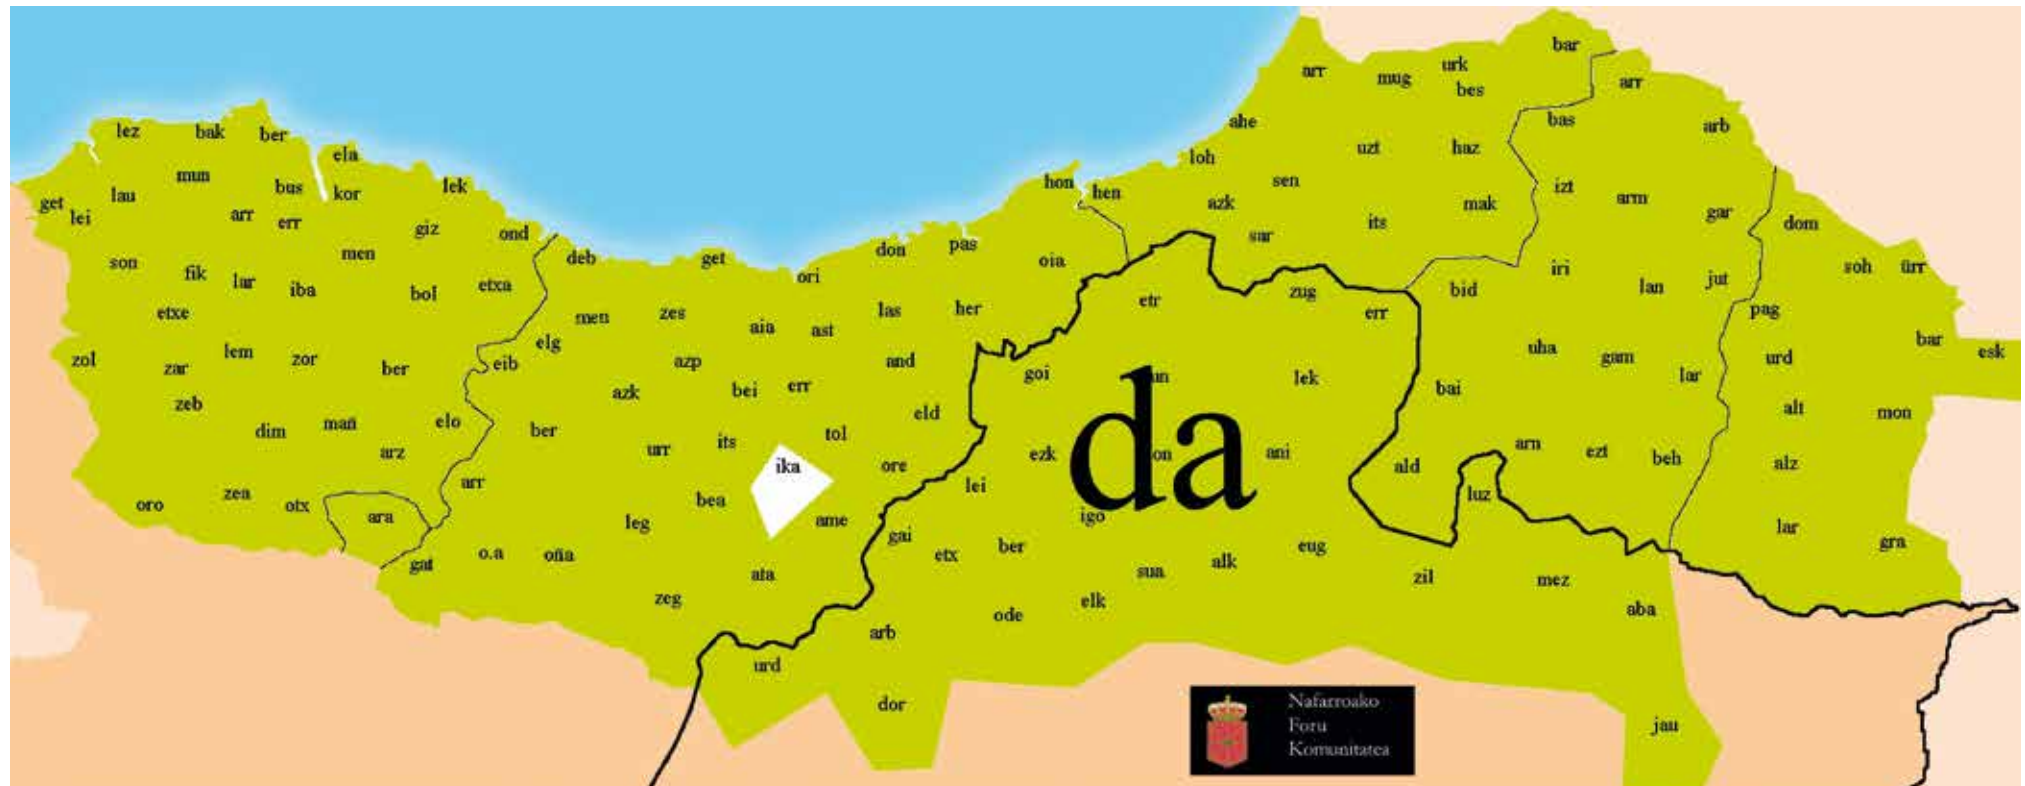 bar
urk
arr
mug
arr
bes
bas
ahe
arb
lez
bak
ber
uzt
haz
ela
loh
mun
sen
hon
bus
lek
izt
hen
lau
kor
arm
get
azk
mak
lei
arr
gar
err
its
dom
giz
ond
sar
pas
men
don
deb
get
oia
son
iri
soh
ürr
fik
ori
lar
jut
etxa
lan
iba
bid
bol
zug
etr
etxe
las
her
pag
err
men
zes
aia
ast
bar
elg
uha
lem
esk
zol
zor
gam
urd
azp
and
eib
zar
ber
goi
un
lek
lar
err
bai
azk
bei
zeb
alt
eld
mon
elo
mañ
dim
ber
tol
its
arn
urr
arz
ezt
ezk
on
ani
beh
alz
ika
ore
ald
da
arr
lei
zea
luz
bea
oro
otx
ara
igo
leg
ame
lar
gai
gra
eug
ber
o.a
oña
etx
gat
alk
sua
ata
zil
mez
zeg
elk
aba
ode
arb
urd
dor
jau
Nafarroako
Foru
Komunitatea